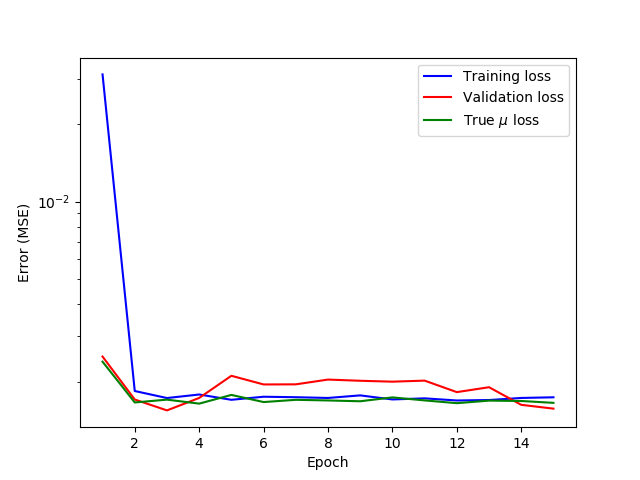 Training loss
Validation loss
True μ loss
10⁻²
Error (MSE)
2 4 6 8 10 12 14
Epoch